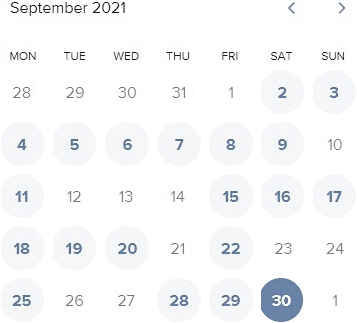 September 2021
MON TUE WED THU FRI SAT SUN
28 29 30 31 1 2 3
4 5 6 7 8 9 10
11 12 13 14 15 16 17
18 19 20 21 22 23 24
25 26 27 28 29 30 1